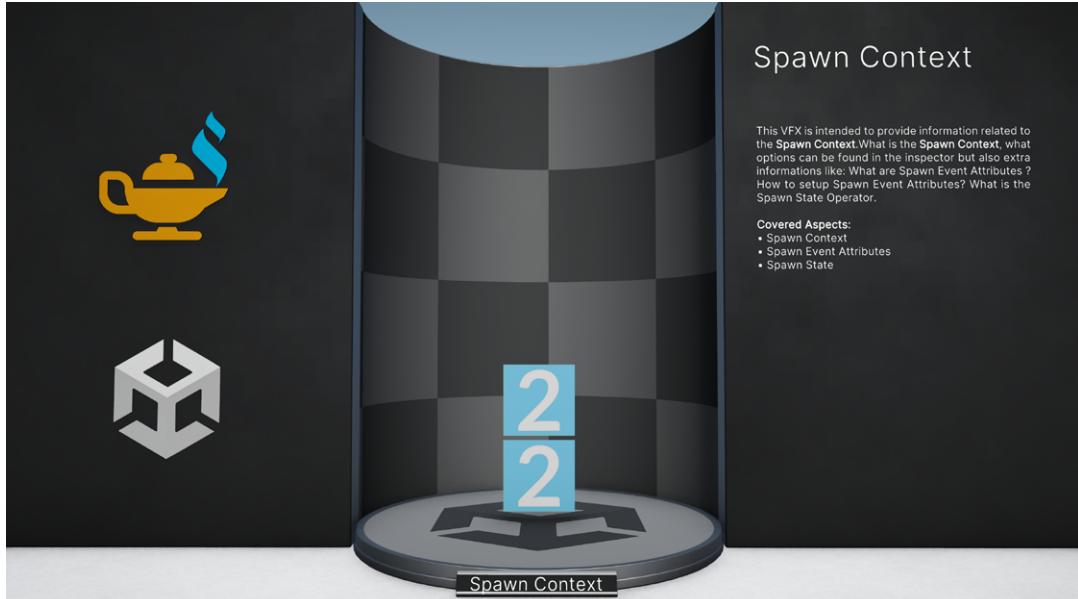 Spawn Context
This VFX is intended to provide information related to
the Spawn Context.What is the Spawn Context, what
options can be found in the inspector but also extra
informations like: What are Spawn Event Attributes ?
How to setup Spawn Event Attributes? What is the
Spawn State Operator.
Covered Aspects:
• Spawn Context
• Spawn Event Attributes
• Spawn State
2
2
Spawn Context